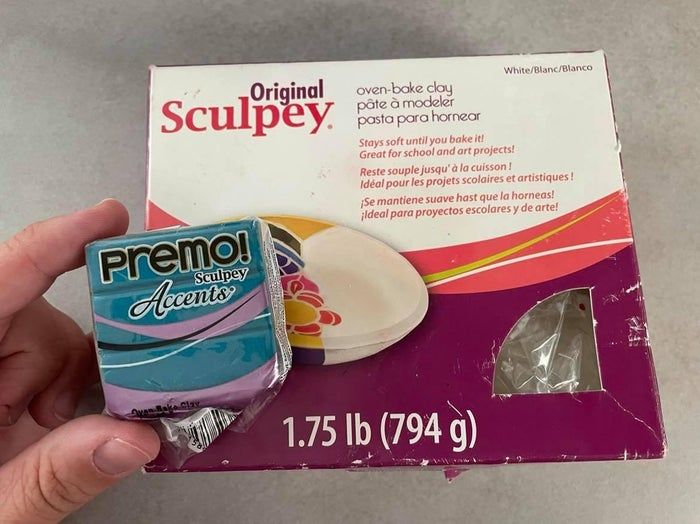 White/Blanc/Blanco
Original
Sculpey®
oven-bake clay
pâte à modeler
pasta para hornear
Stays soft until you bake it!
Great for school and art projects!
Reste souple jusqu' à la cuisson !
Idéal pour les projets scolaires et artistiques !
¡Se mantiene suave hast que la horneas!
¡Ideal para proyectos escolares y de arte!
Premo!
Sculpey
Accents
Oven-Bake Clay
1.75 lb (794 g)